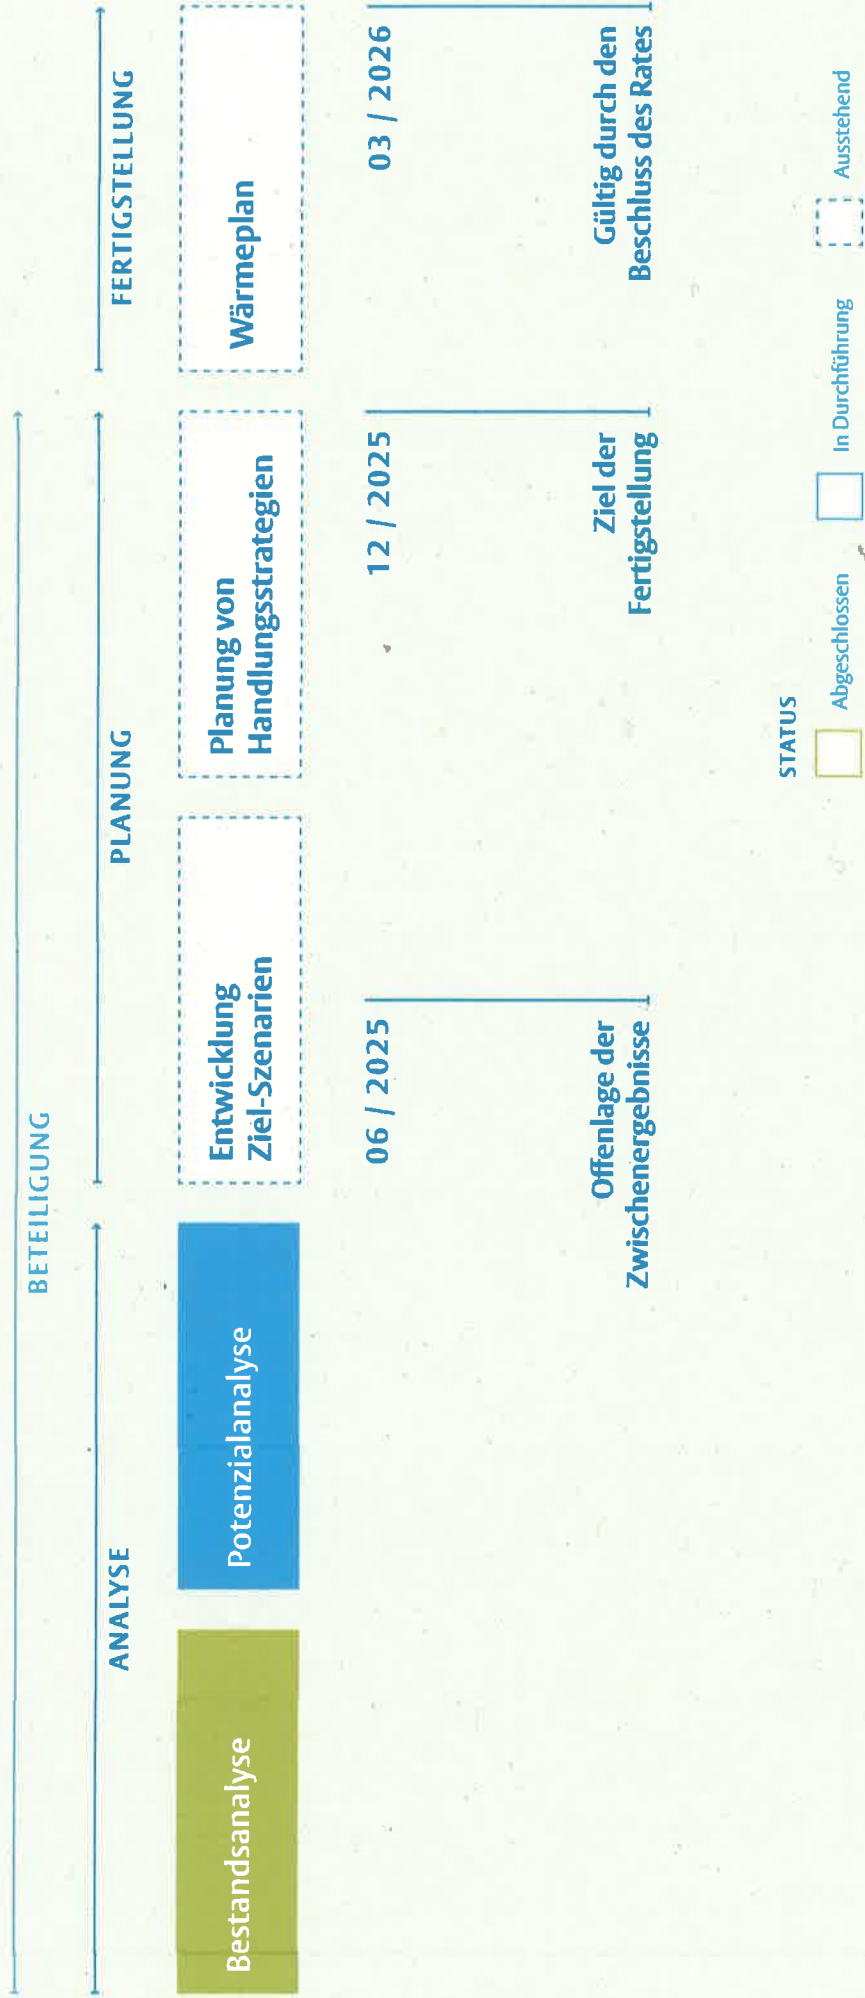 BETEILIGUNG
ANALYSE
PLANUNG
FERTIGSTELLUNG
Bestandsanalyse
Potenzialanalyse
Entwicklung
Ziel-Szenarien
Planung von
Handlungsstrategien
Wärmeplan
06 / 2025
12 / 2025
03 / 2026
Offenlage der
Zwischenergebnisse
Ziel der
Fertigstellung
Gültig durch den
Beschluss des Rates
STATUS
Abgeschlossen
In Durchführung
Ausstehend